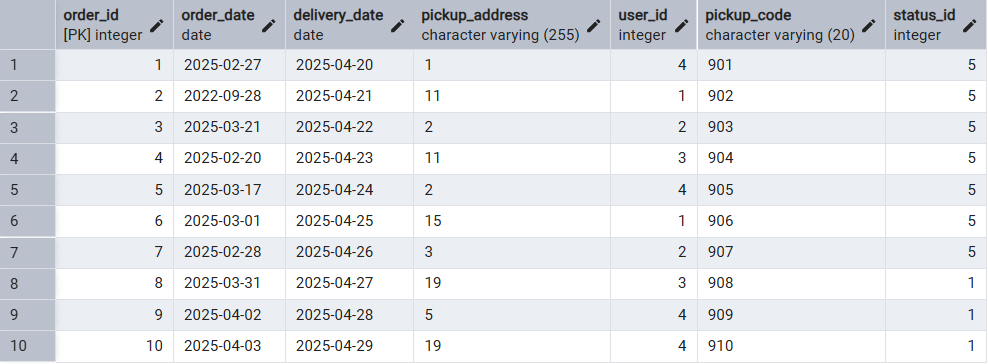 order_id order_date delivery_date pickup_address user_id pickup_code status_id
[PK] integer date date character varying (255) integer character varying (20) integer
1 1 2025-02-27 2025-04-20 1 4 901 5
2 2 2022-09-28 2025-04-21 11 1 902 5
3 3 2025-03-21 2025-04-22 2 2 903 5
4 4 2025-02-20 2025-04-23 11 3 904 5
5 5 2025-03-17 2025-04-24 2 4 905 5
6 6 2025-03-01 2025-04-25 15 1 906 5
7 7 2025-02-28 2025-04-26 3 2 907 5
8 8 2025-03-31 2025-04-27 19 3 908 1
9 9 2025-04-02 2025-04-28 5 4 909 1
10 10 2025-04-03 2025-04-29 19 4 910 1